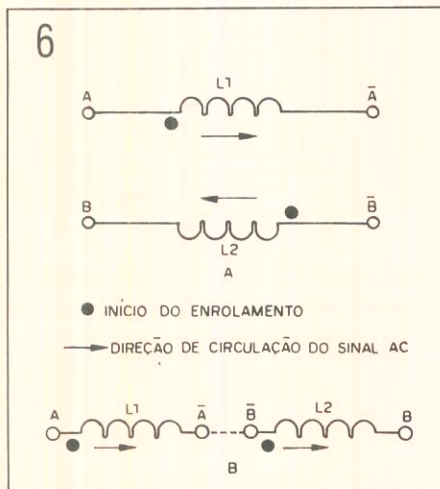 6
L1
A Ā
B B̄
L2
A
INÍCIO DO ENROLAMENTO
DIREÇÃO DE CIRCULAÇÃO DO SINAL AC
A L1 Ā B̄ L2 B
B